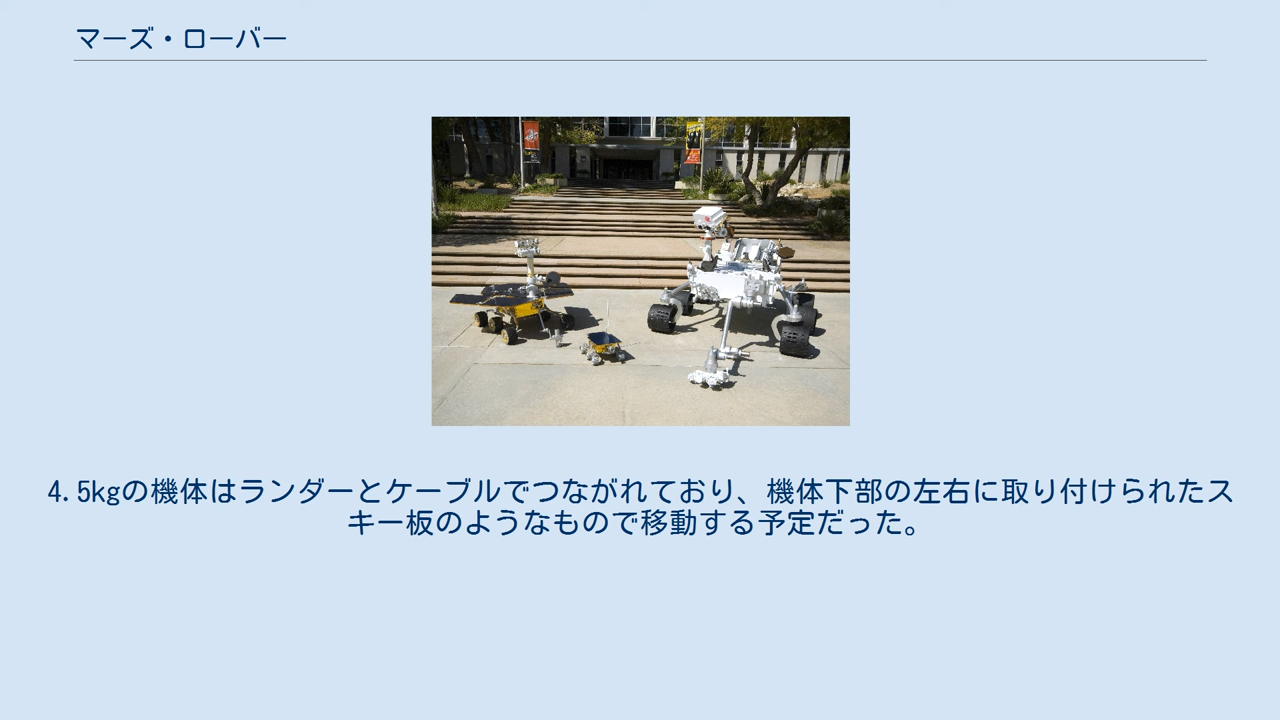 マーズ・ローバー
4.5kgの機体はランダーとケーブルでつながれており、機体下部の左右に取り付けられたス
キー板のようなもので移動する予定だった。